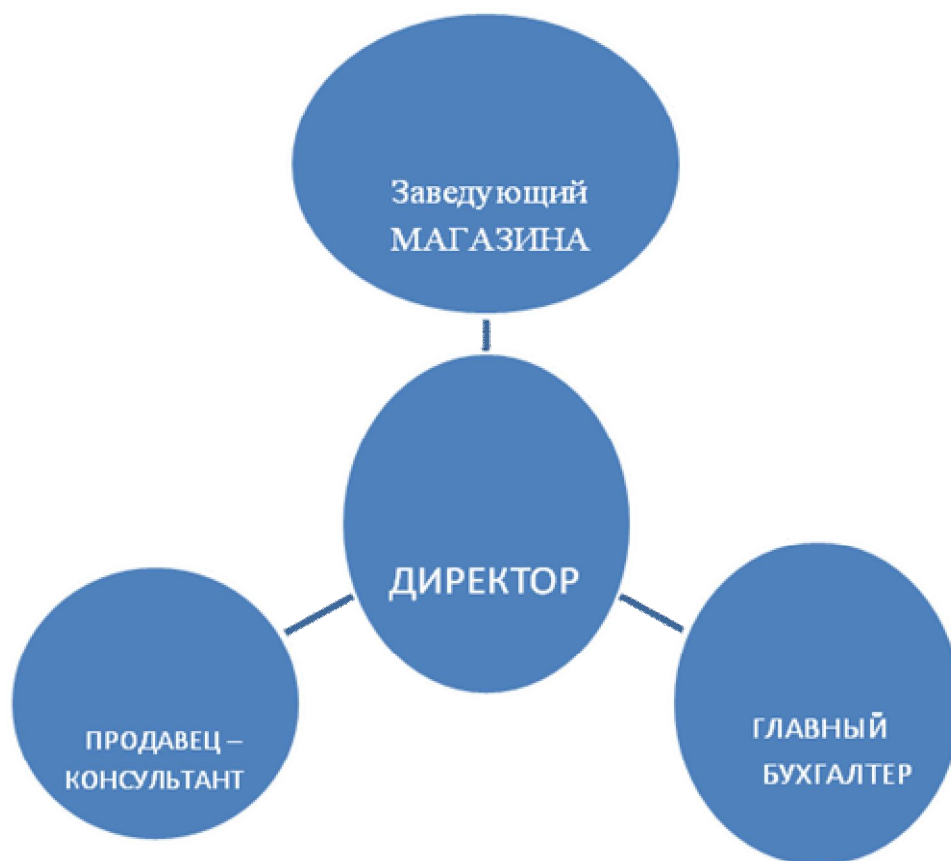 Заведующий
МАГАЗИНА
ДИРЕКТОР
ПРОДАВЕЦ –
КОНСУЛЬТАНТ
ГЛАВНЫЙ
БУХГАЛТЕР